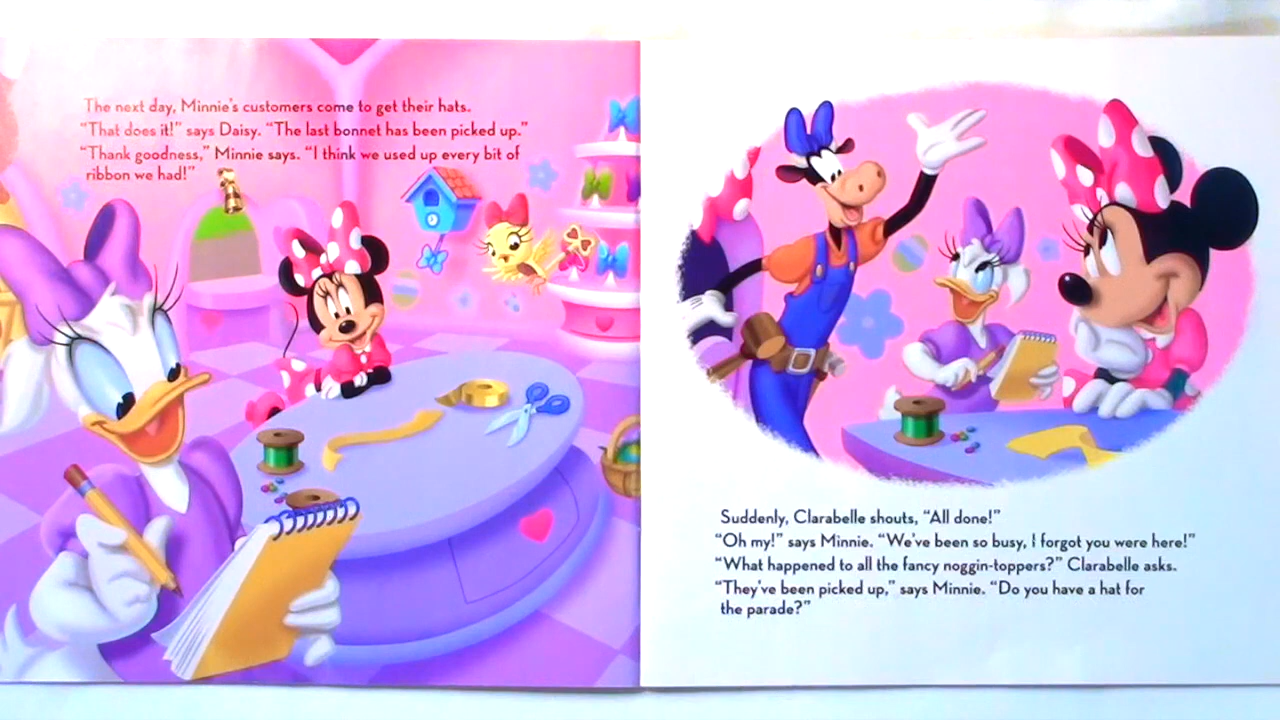 The next day, Minnie's customers come to get their hats.
“That does it!” says Daisy. “The last bonnet has been picked up.”
“Thank goodness,” Minnie says. “I think we used up every bit of
ribbon we had!”
Suddenly, Clarabelle shouts, “All done!”
“Oh my!” says Minnie. “We've been so busy, I forgot you were here!”
“What happened to all the fancy noggin-toppers?” Clarabelle asks.
“They've been picked up,” says Minnie. “Do you have a hat for
the parade?”